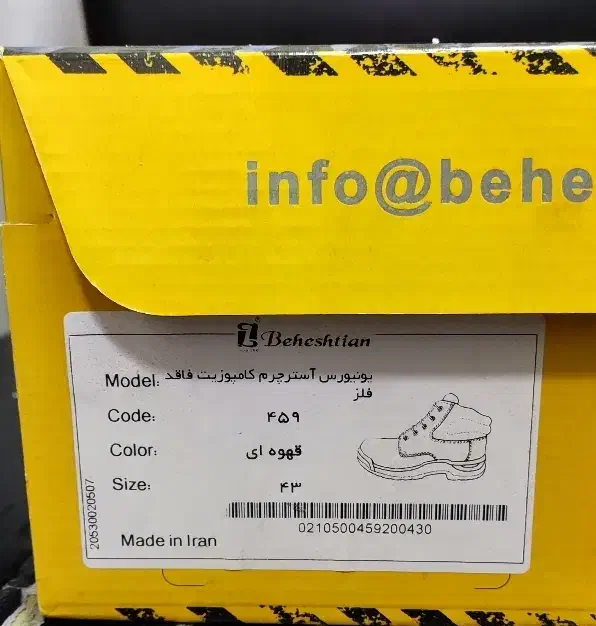 info@behe
Beheshtian
Model: یونیورس آسترچرم کامپوزیت فاقد
فلز
Code: ۴۵۹
Color: قهوه ای
Size: ۴۳
0210500459200430
Made in Iran
20530020507